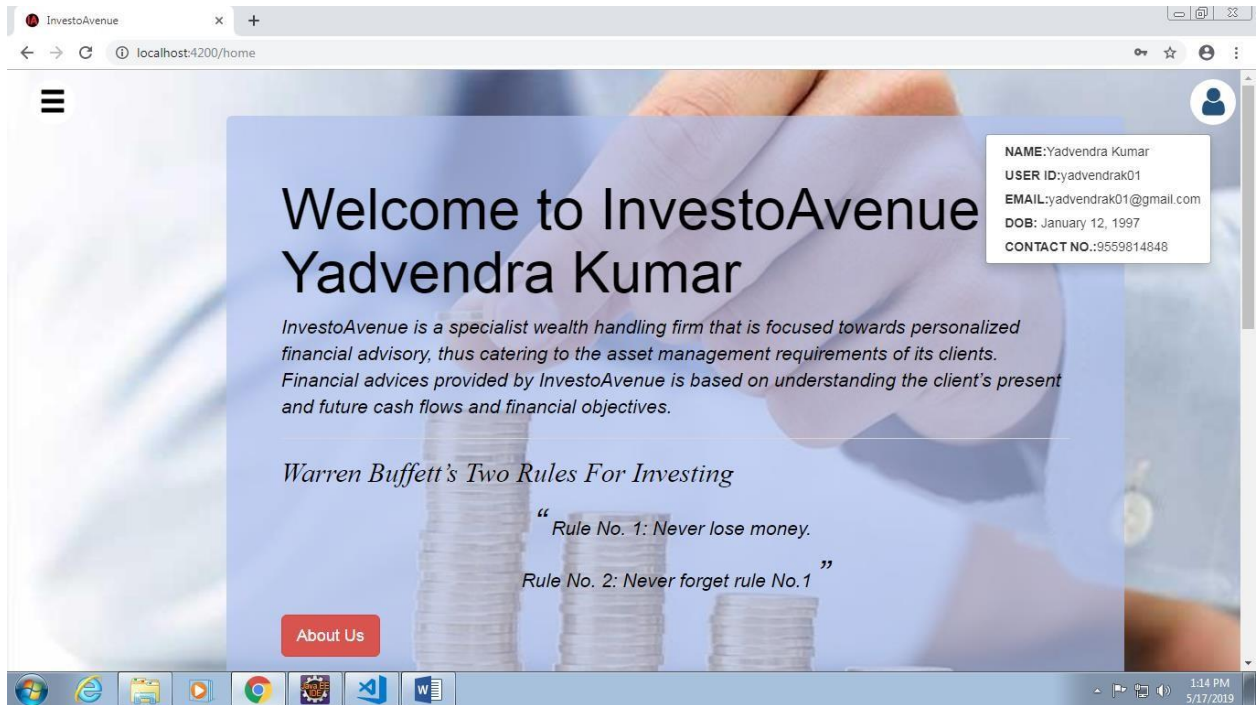 InvestoAvenue
localhost:4200/home
NAME:Yadvendra Kumar
USER ID:yadvendrak01
EMAIL:yadvendrak01@gmail.com
DOB: January 12, 1997
CONTACT NO.:9559814848
Welcome to InvestoAvenue
Yadvendra Kumar
InvestoAvenue is a specialist wealth handling firm that is focused towards personalized
financial advisory, thus catering to the asset management requirements of its clients.
Financial advices provided by InvestoAvenue is based on understanding the client's present
and future cash flows and financial objectives.
Warren Buffett's Two Rules For Investing
“ Rule No. 1: Never lose money.
Rule No. 2: Never forget rule No.1 ”
About Us
Java EE
IDE
W
1:14 PM
5/17/2019